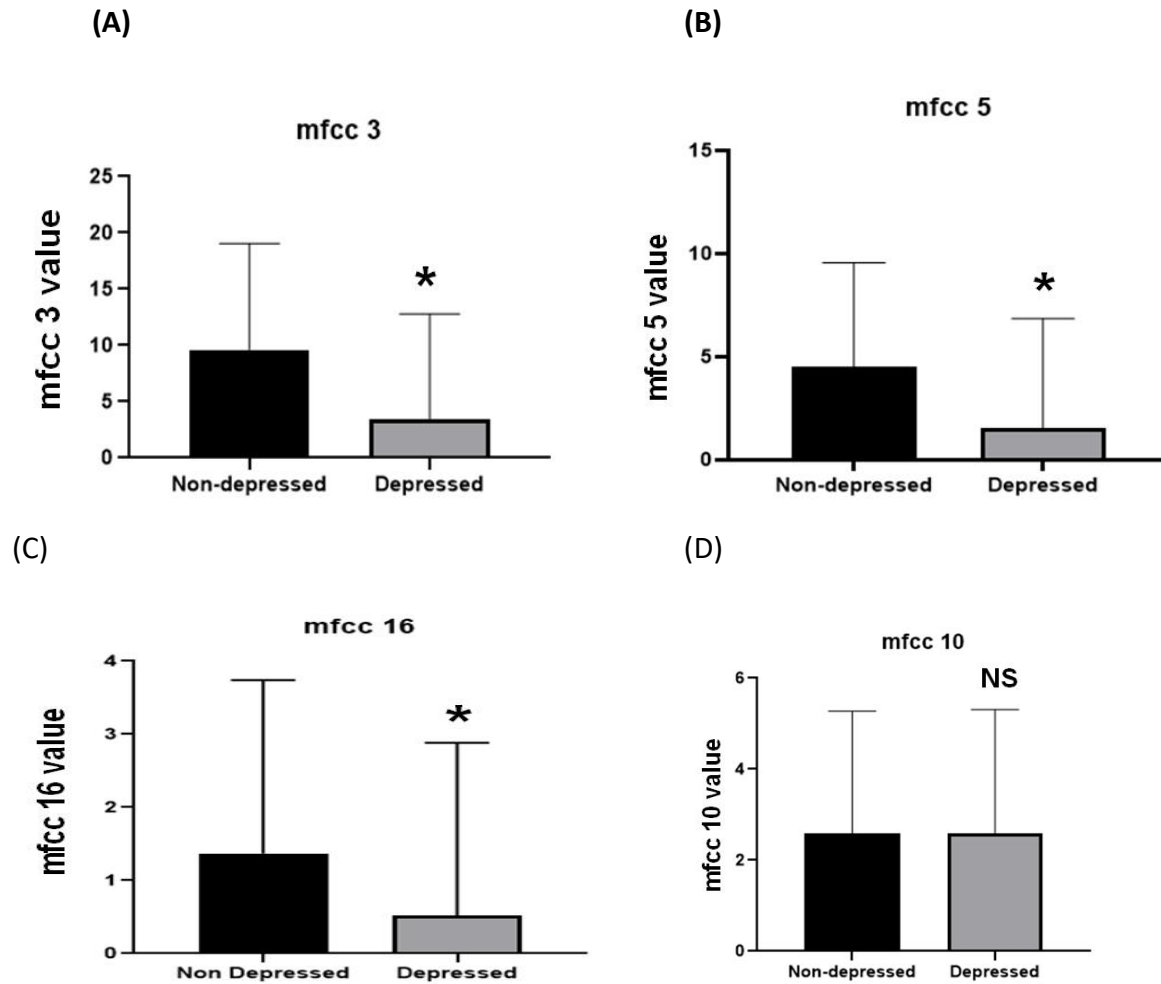 (A)
mfcc 3
mfcc 3 value
25
20
15
10
5
0
*
Non-depressed
Depressed
(B)
mfcc 5
mfcc 5 value
15
10
5
0
*
Non-depressed
Depressed
(C)
mfcc 16
mfcc 16 value
4
3
2
1
0
*
Non Depressed
Depressed
(D)
mfcc 10
mfcc 10 value
6
4
2
0
NS
Non-depressed
Depressed